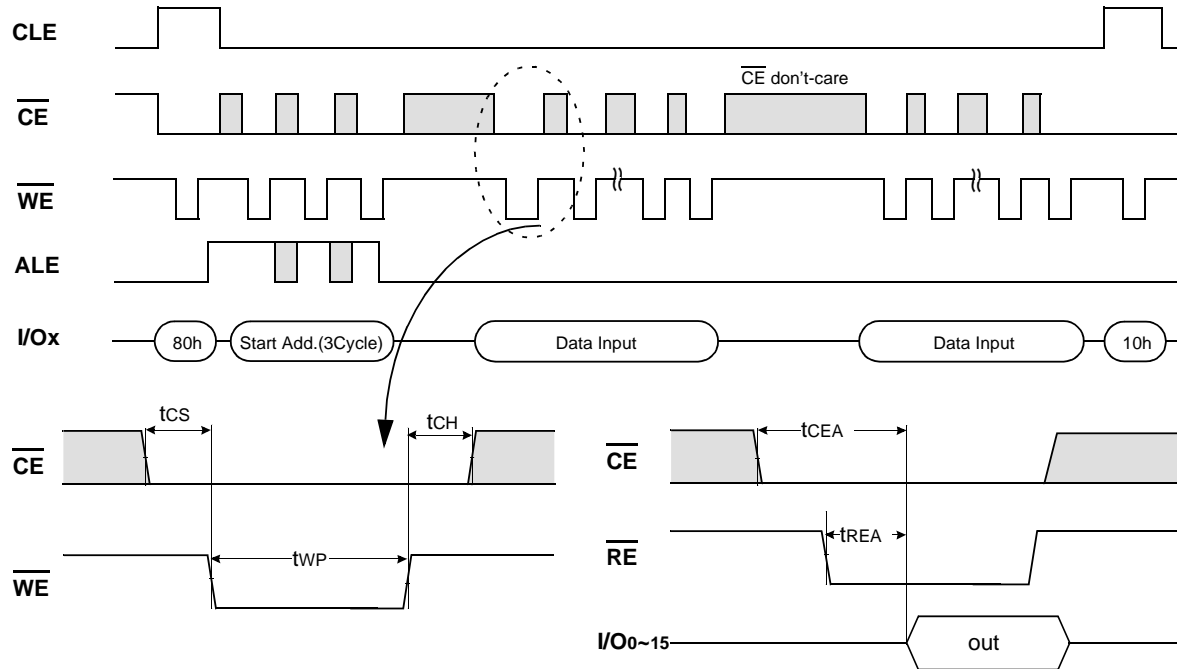 CLE
CE don't-care
CE
WE
ALE
I/Ox
80h
Start Add.(3Cycle)
Data Input
Data Input
10h
tCS
tCH
CE
tWP
WE
tCEA
CE
tREA
RE
I/O0~15
out